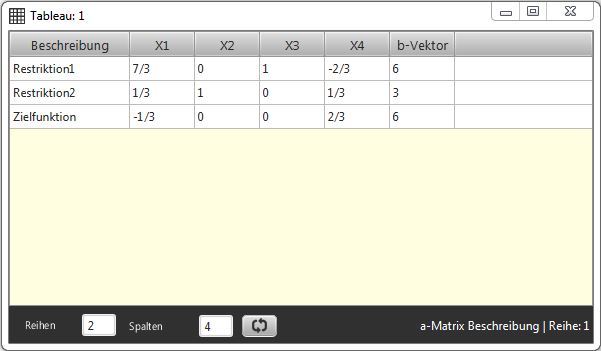 Tableau: 1
Beschreibung X1 X2 X3 X4 b-Vektor
Restriktion1 7/3 0 1 -2/3 6
Restriktion2 1/3 1 0 1/3 3
Zielfunktion -1/3 0 0 2/3 6
Reihen 2 Spalten 4 a-Matrix Beschreibung | Reihe: 1